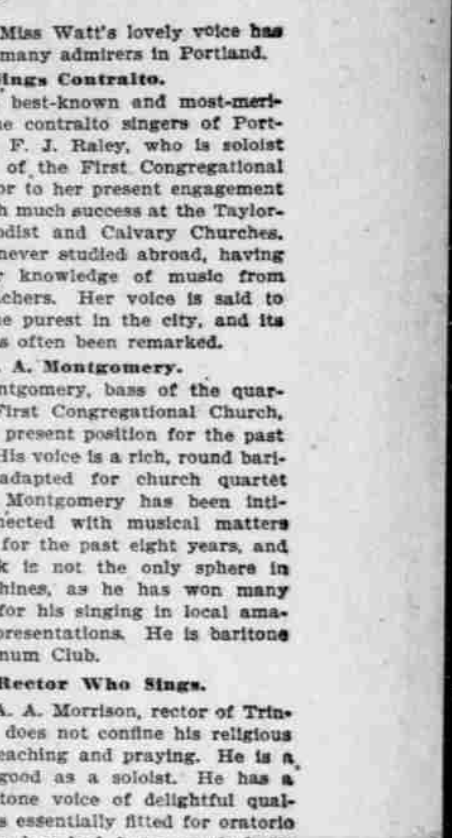 Miss Watt's lovely voice has
many admirers in Portland.
ings Contralto.
best-known and most-meri-
e contralto singers of Port-
F. J. Raley, who is soloist
of the First Congregational
or to her present engagement
h much success at the Taylor-
odist and Calvary Churches.
never studied abroad, having
r knowledge of music from
chers. Her voice is said to
e purest in the city, and its
s often been remarked.
. A. Montgomery.
ntgomery, bass of the quar-
First Congregational Church,
present position for the past
His voice is a rich, round bari-
adapted for church quartet
Montgomery has been inti-
nected with musical matters
for the past eight years, and
k is not the only sphere in
hines, as he has won many
for his singing in local ama-
presentations. He is baritone
num Club.
Rector Who Sings.
A. A. Morrison, rector of Trin-
does not confine his religious
eaching and praying. He is a
good as a soloist. He has a
tone voice of delightful qual-
s essentially fitted for oratorio